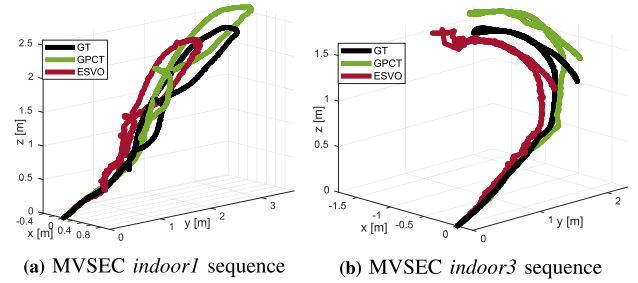 2.5
2
1.5
1
0.5
0
z [m]
GT
GPCT
ESVO
-0.4
0
0.4
0.8
x [m]
0
1
2
3
y [m]
1.5
1
0.5
0
z [m]
GT
GPCT
ESVO
-1.5
-1
-0.5
0
x [m]
0
1
2
y [m]
(a) MVSEC indoor1 sequence
(b) MVSEC indoor3 sequence